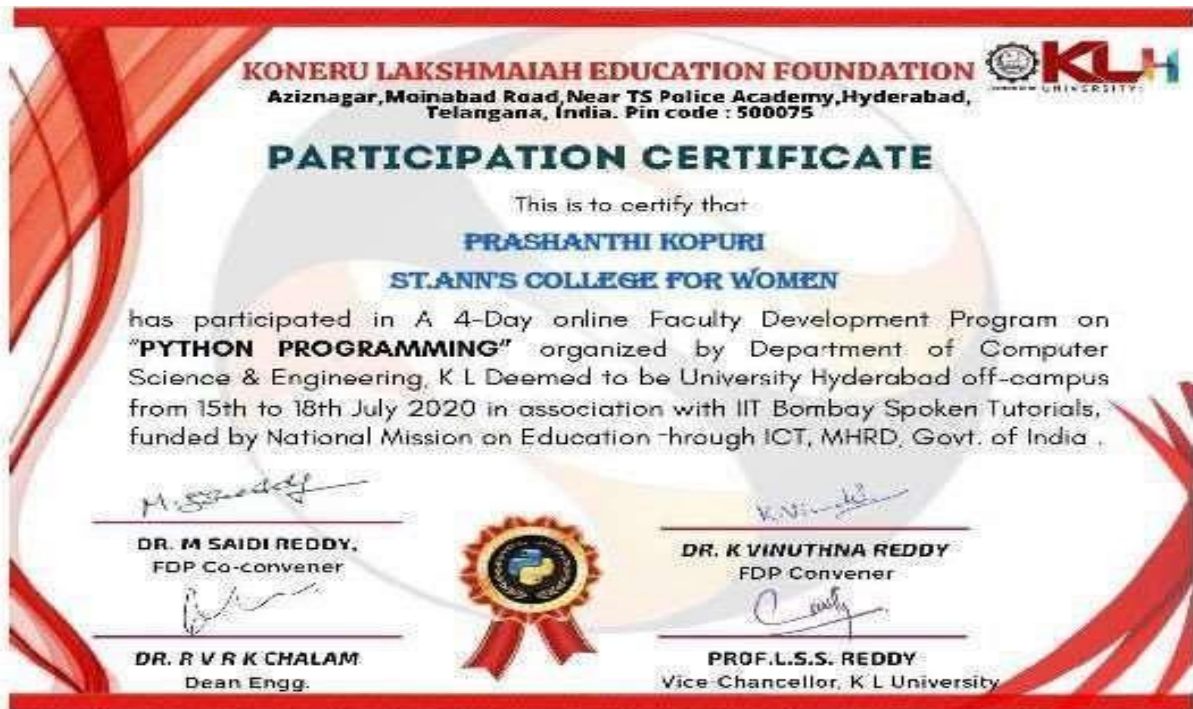 KONERU LAKSHMAIAH EDUCATION FOUNDATION
KLH
UNIVERSITY
Aziznagar,Moinabad Road,Near TS Police Academy,Hyderabad,
Telangana, India. Pin code : 500075
PARTICIPATION CERTIFICATE
This is to certify that
PRASHANTHI KOPURI
ST.ANN'S COLLEGE FOR WOMEN
has participated in A 4-Day online Faculty Development Program on
"PYTHON PROGRAMMING" organized by Department of Computer
Science & Engineering, K L Deemed to be University Hyderabad off-campus
from 15th to 18th July 2020 in association with IIT Bombay Spoken Tutorials,
funded by National Mission on Education through ICT, MHRD, Govt. of India .
DR. M SAIDI REDDY,
FDP Co-convener
DR. K VINUTHNA REDDY
FDP Convener
DR. R V R K CHALAM
Dean Engg.
PROF.L.S.S. REDDY
Vice-Chancellor, K L University